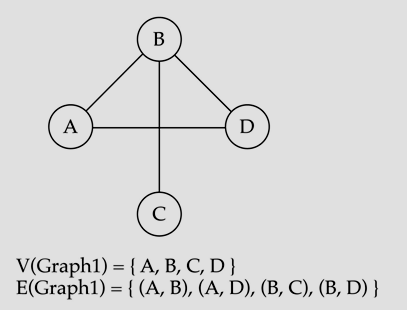 B
A
D
C
V(Graph1) = { A, B, C, D }
E(Graph1) = { (A, B), (A, D), (B, C), (B, D) }